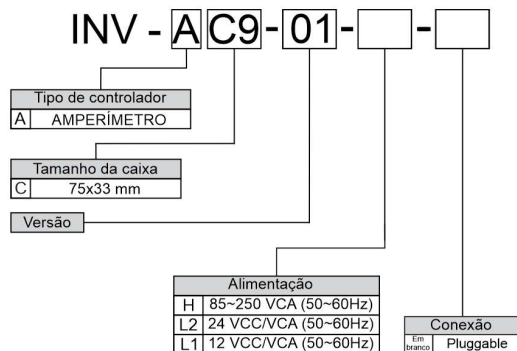 INV - A C9 - 01 - -
Tipo de controlador
A AMPERÍMETRO
Tamanho da caixa
C 75x33 mm
Versão
Alimentação
H 85~250 VCA (50~60Hz)
L2 24 VCC/VCA (50~60Hz)
L1 12 VCC/VCA (50~60Hz)
Conexão
Em branco Pluggable